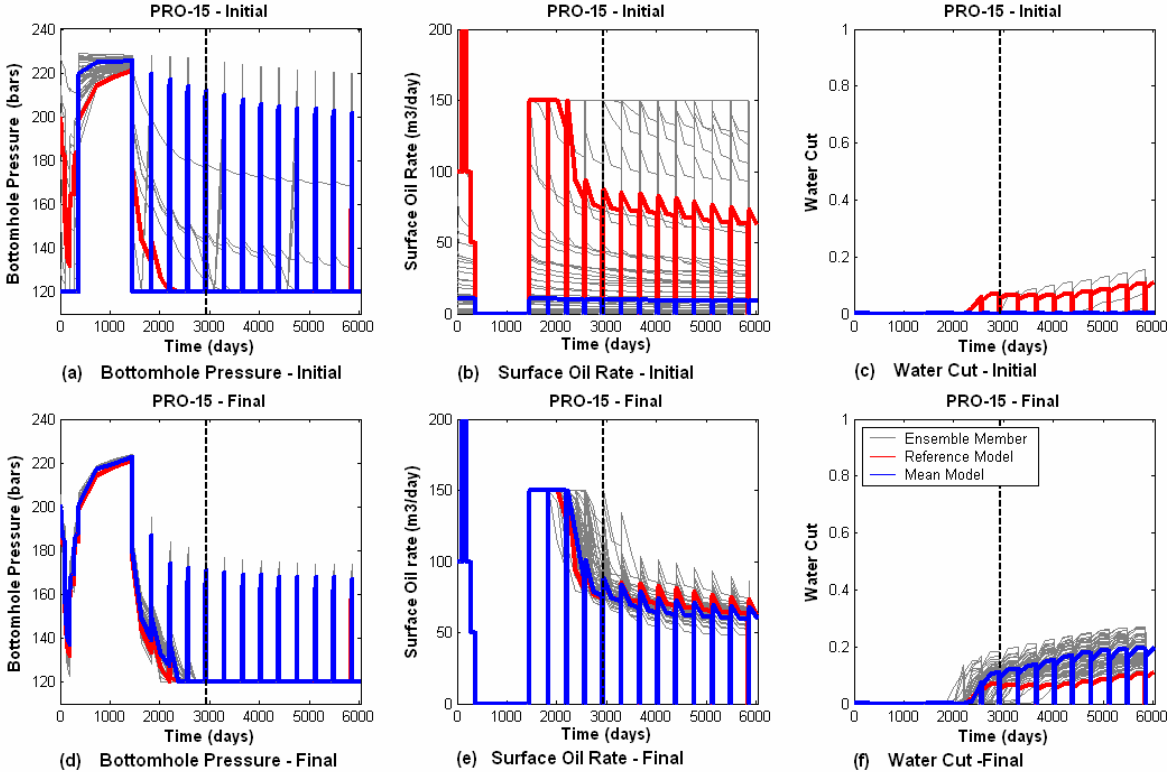 PRO-15 - Initial
PRO-15 - Initial
PRO-15 - Initial
Bottomhole Pressure (bars)
240
220
200
180
160
140
120
0 1000 2000 3000 4000 5000 6000
Time (days)
(a) Bottomhole Pressure - Initial
Surface Oil Rate (m3/day)
200
150
100
50
0
0 1000 2000 3000 4000 5000 6000
Time (days)
(b) Surface Oil Rate - Initial
Water Cut
1
0.8
0.6
0.4
0.2
0
0 1000 2000 3000 4000 5000 6000
Time (days)
(c) Water Cut - Initial
PRO-15 - Final
PRO-15 - Final
PRO-15 - Final
Bottomhole Pressure (bars)
240
220
200
180
160
140
120
0 1000 2000 3000 4000 5000 6000
Time (days)
(d) Bottomhole Pressure - Final
Surface Oil rate (m3/day)
200
150
100
50
0
0 1000 2000 3000 4000 5000 6000
Time (days)
(e) Surface Oil Rate - Final
Water Cut
1
0.8
0.6
0.4
0.2
0
Ensemble Member
Reference Model
Mean Model
0 1000 2000 3000 4000 5000 6000
Time (days)
(f) Water Cut -Final